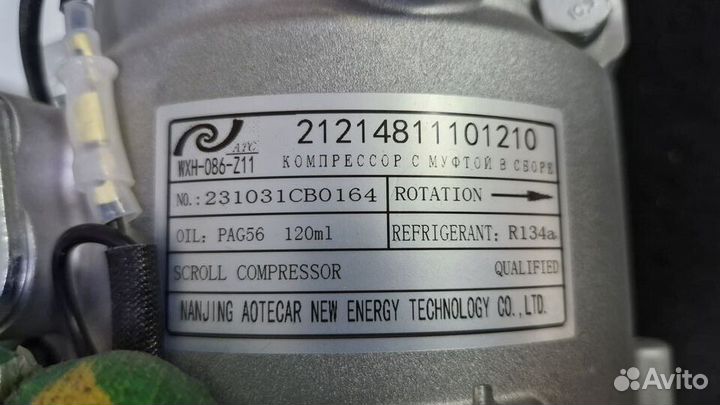 ATC
21214811101210
WXH-086-Z11
КОМПРЕССОР С МУФТОЙ В СБОРЕ
NO.: 231031CB0164
ROTATION
OIL: PAG56 120ml
REFRIGERANT: R134a
SCROLL COMPRESSOR
QUALIFIED
NANJING AOTECAR NEW ENERGY TECHNOLOGY CO.,LTD.
Avito